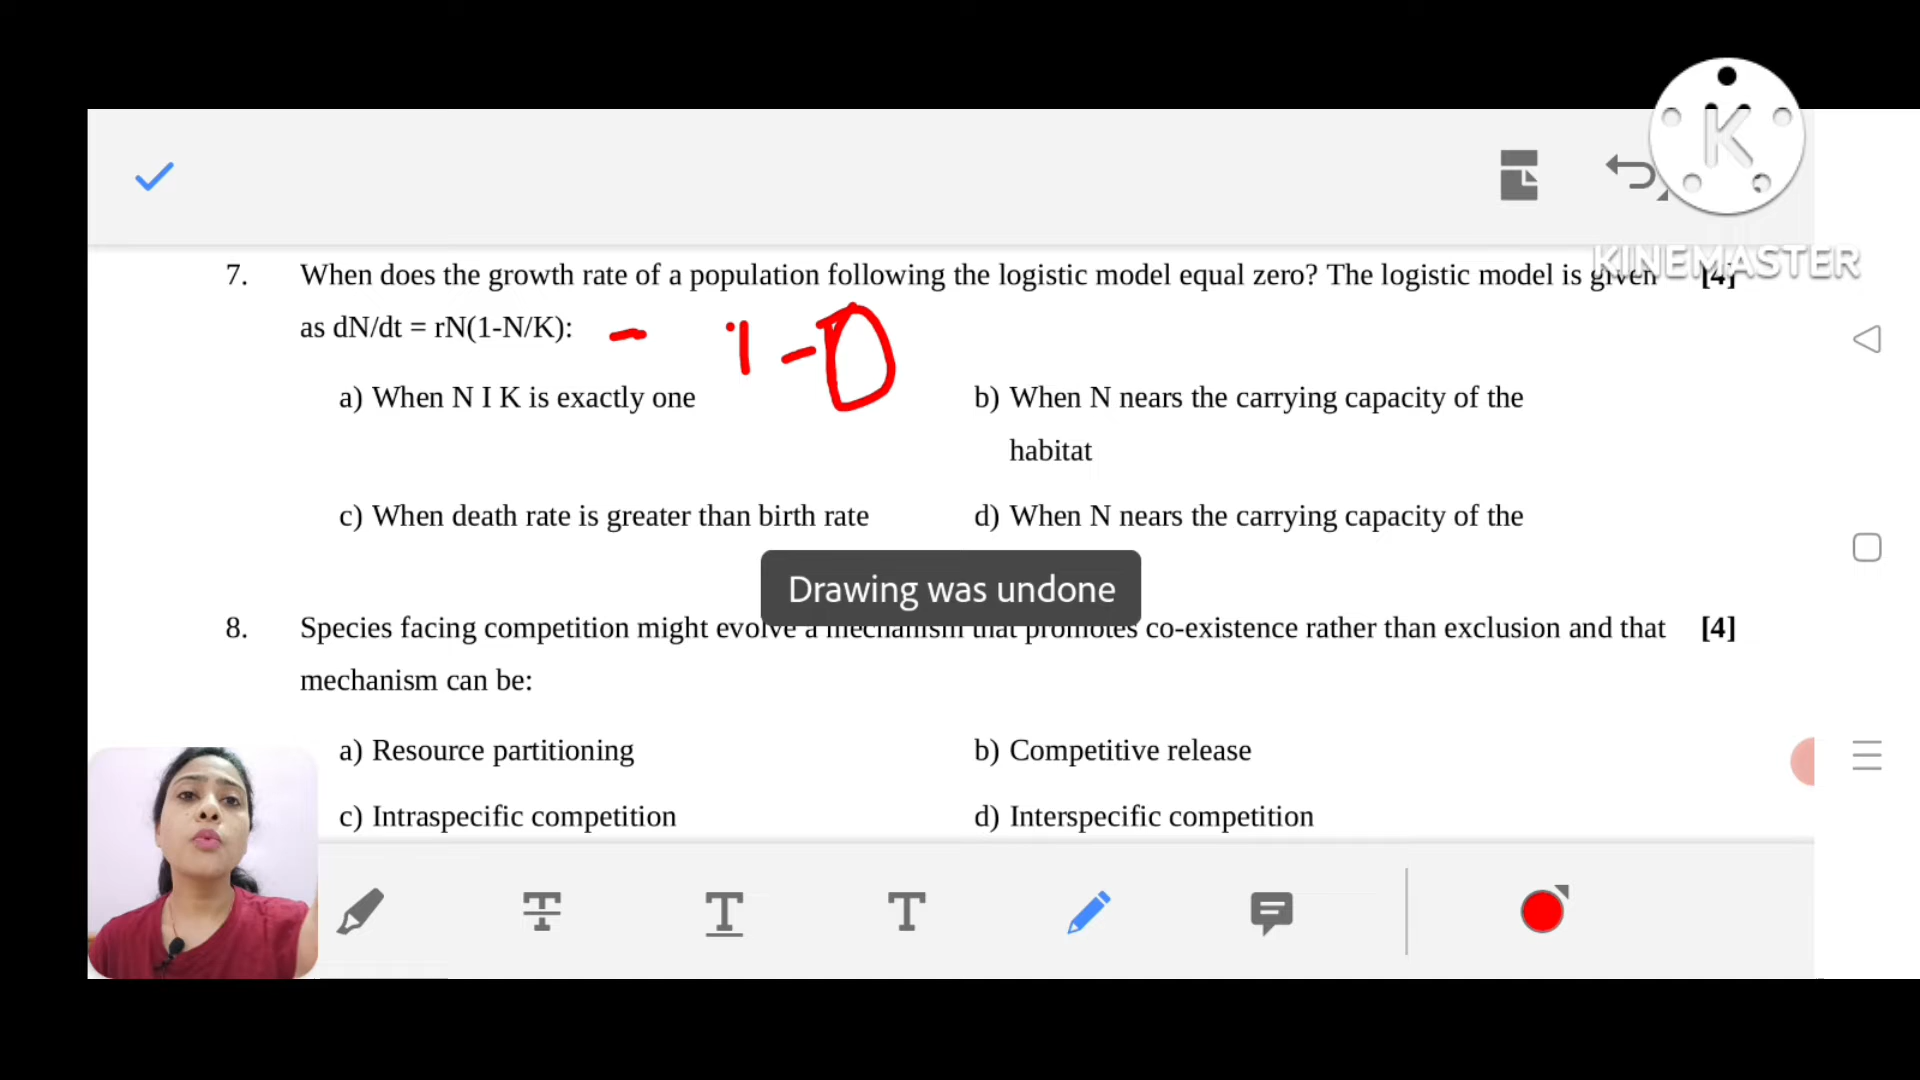 KINEMASTER
7. When does the growth rate of a population following the logistic model equal zero? The logistic model is given [4]
as dN/dt = rN(1-N/K): - 1-0
a) When N I K is exactly one
b) When N nears the carrying capacity of the
habitat
c) When death rate is greater than birth rate
d) When N nears the carrying capacity of the
Drawing was undone
8. Species facing competition might evolve a mechanism that promotes co-existence rather than exclusion and that [4]
mechanism can be:
a) Resource partitioning
b) Competitive release
c) Intraspecific competition
d) Interspecific competition